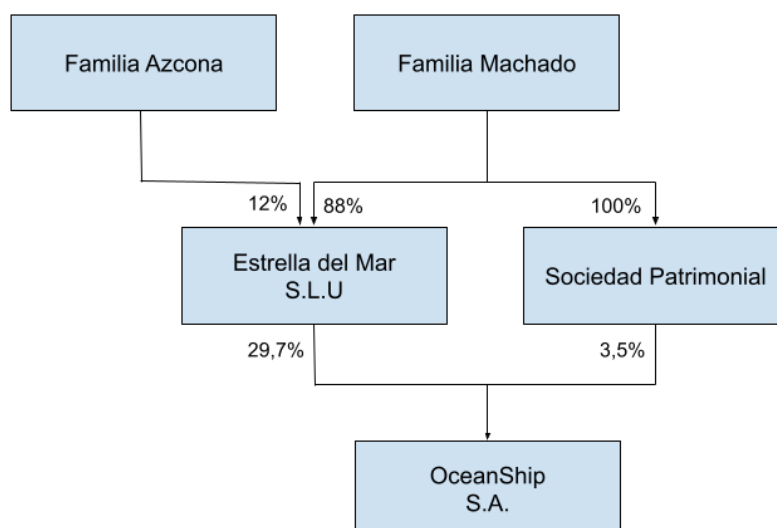 Familia Azcona
Familia Machado
12%
88%
100%
Estrella del Mar
S.L.U
Sociedad Patrimonial
29,7%
3,5%
OceanShip
S.A.